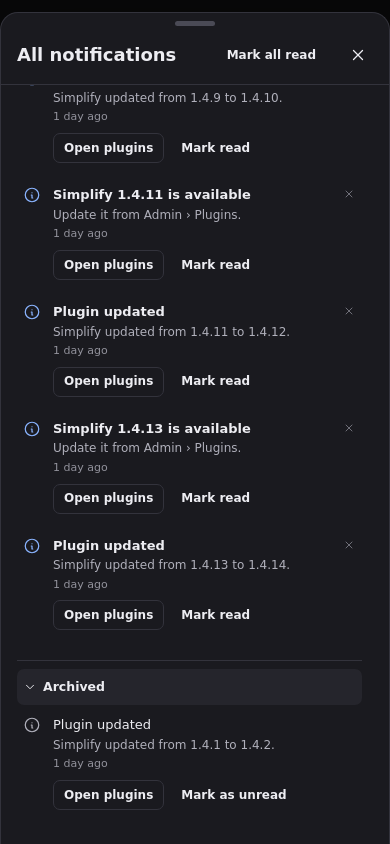 All notifications
Mark all read
Simplify updated from 1.4.9 to 1.4.10.
1 day ago
Open plugins
Mark read
Simplify 1.4.11 is available
Update it from Admin › Plugins.
1 day ago
Open plugins
Mark read
Plugin updated
Simplify updated from 1.4.11 to 1.4.12.
1 day ago
Open plugins
Mark read
Simplify 1.4.13 is available
Update it from Admin › Plugins.
1 day ago
Open plugins
Mark read
Plugin updated
Simplify updated from 1.4.13 to 1.4.14.
1 day ago
Open plugins
Mark read
Archived
Plugin updated
Simplify updated from 1.4.1 to 1.4.2.
1 day ago
Open plugins
Mark as unread